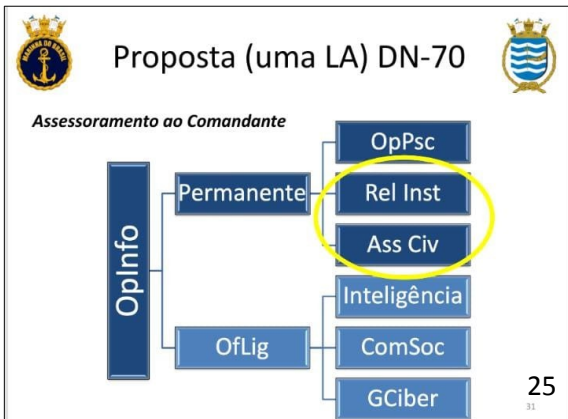 MARINHA DO BRASIL
Proposta (uma LA) DN-70
Assessoramento ao Comandante
OpInfo
Permanente
OpPsc
Rel Inst
Ass Civ
OfLig
Inteligência
ComSoc
GCiber
25
31